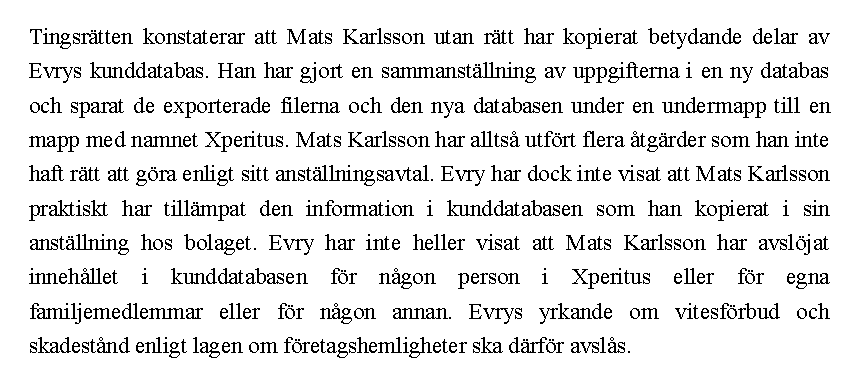 Tingsrätten konstaterar att Mats Karlsson utan rätt har kopierat betydande delar av
Evrys kunddatabas. Han har gjort en sammanställning av uppgifterna i en ny databas
och sparat de exporterade filerna och den nya databasen under en undermapp till en
mapp med namnet Xperitus. Mats Karlsson har alltså utfört flera åtgärder som han inte
haft rätt att göra enligt sitt anställningsavtal. Evry har dock inte visat att Mats Karlsson
praktiskt har tillämpat den information i kunddatabasen som han kopierat i sin
anställning hos bolaget. Evry har inte heller visat att Mats Karlsson har avslöjat
innehållet i kunddatabasen för någon person i Xperitus eller för egna
familjemedlemmar eller för någon annan. Evrys yrkande om vitesförbud och
skadestånd enligt lagen om företagshemligheter ska därför avslås.